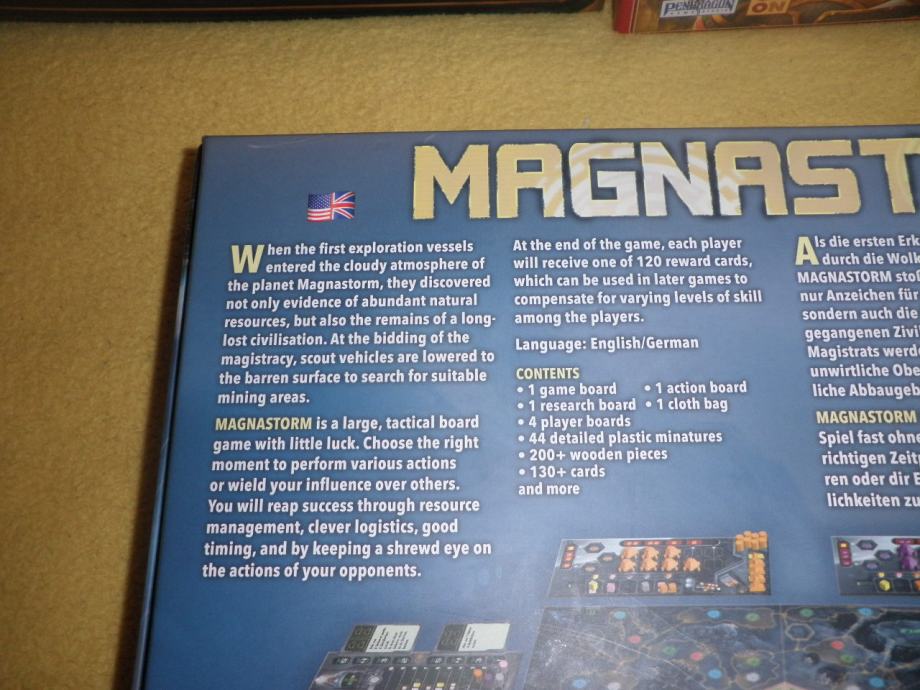 PENDRAGON
ON
MAGNAST
When the first exploration vessels
entered the cloudy atmosphere of
the planet Magnastorm, they discovered
not only evidence of abundant natural
resources, but also the remains of a long-
lost civilisation. At the bidding of the
magistracy, scout vehicles are lowered to
the barren surface to search for suitable
mining areas.
MAGNASTORM is a large, tactical board
game with little luck. Choose the right
moment to perform various actions
or wield your influence over others.
You will reap success through resource
management, clever logistics, good
timing, and by keeping a shrewd eye on
the actions of your opponents.
At the end of the game, each player
will receive one of 120 reward cards,
which can be used in later games to
compensate for varying levels of skill
among the players.
Language: English/German
CONTENTS
• 1 game board • 1 action board
• 1 research board • 1 cloth bag
• 4 player boards
• 44 detailed plastic minatures
• 200+ wooden pieces
• 130+ cards
and more
Als die ersten Erk
durch die Wolk
MAGNASTORM stoß
nur Anzeichen für
sondern auch die
gegangenen Zivi
Magistrats werd
unwirtliche Obe
liche Abbaugeb
MAGNASTORM
Spiel fast ohn
richtigen Zeitp
ren oder dir E
lichkeiten zu